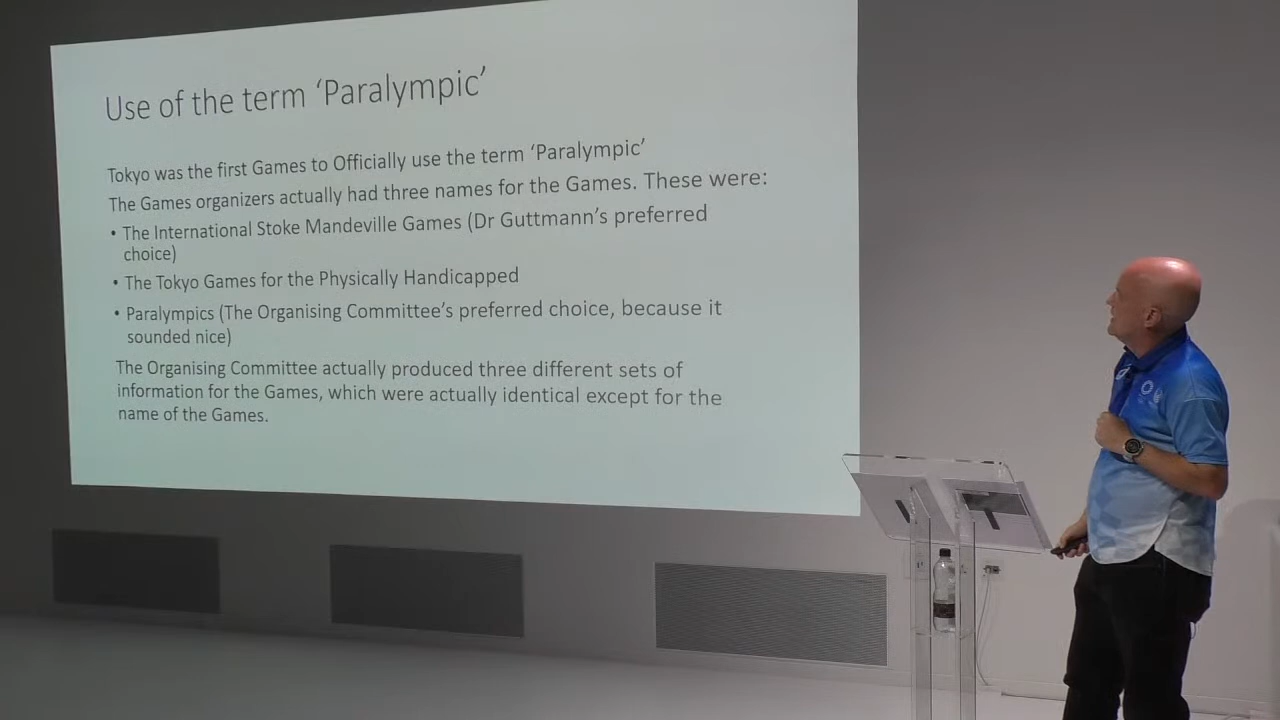 Use of the term ‘Paralympic’
Tokyo was the first Games to Officially use the term ‘Paralympic’
The Games organizers actually had three names for the Games. These were:
• The International Stoke Mandeville Games (Dr Guttmann’s preferred
choice)
• The Tokyo Games for the Physically Handicapped
• Paralympics (The Organising Committee’s preferred choice, because it
sounded nice)
The Organising Committee actually produced three different sets of
information for the Games, which were actually identical except for the
name of the Games.